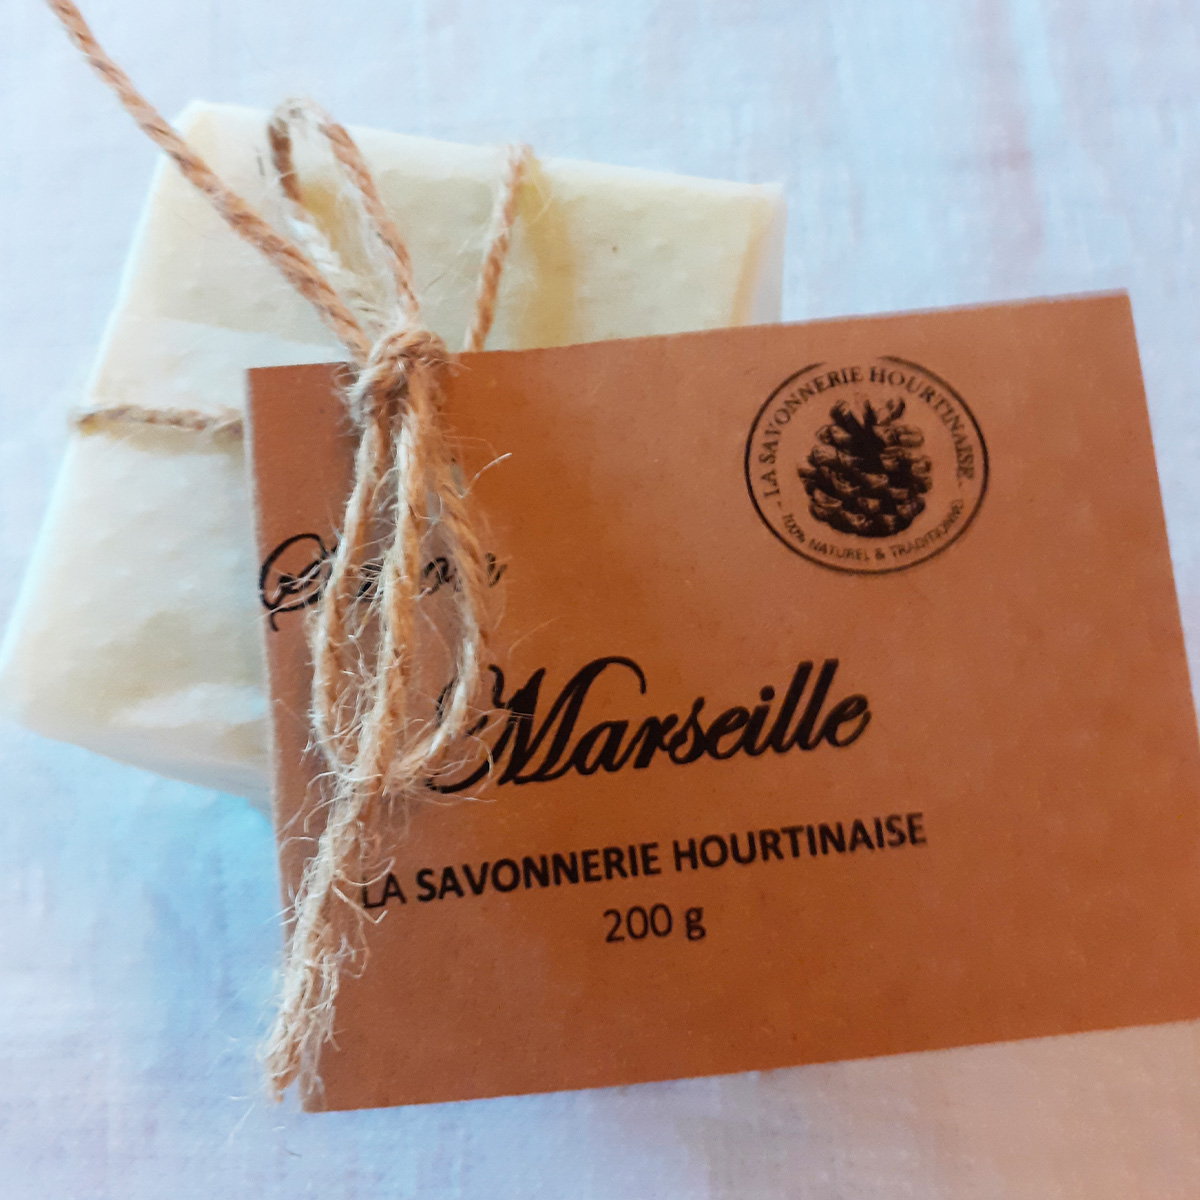 LA SAVONNERIE HOURTINAISE
100% NATUREL & TRADITIONNEL
Marseille
LA SAVONNERIE HOURTINAISE
200 g